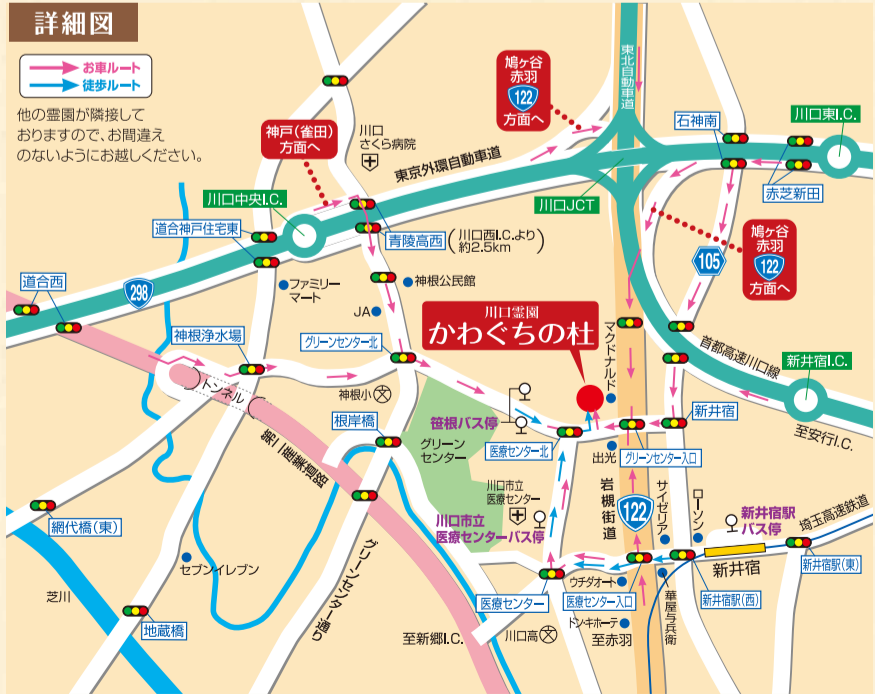 詳細図
お車ルート
徒歩ルート
他の霊園が隣接して
おりますので、お間違え
のないようにお越しください。
神戸(雀田)
方面へ
川口
さくら病院
鳩ヶ谷
赤羽
122
方面へ
東北自動車道
石神南
川口東I.C.
赤芝新田
東京外環自動車道
川口中央I.C.
川口JCT
道合神戸住宅東
青陵高西
(川口西I.C.より
約2.5km)
鳩ヶ谷
赤羽
122
方面へ
105
道合西
298
ファミリー
マート
神根公民館
JA
川口霊園
かわぐちの杜
マクドナルド
首都高速川口線
新井宿I.C.
至安行I.C.
神根浄水場
グリーンセンター北
トンネル
神根小
文
笹根バス停
新井宿
根岸橋
グリーン
センター
医療センター北
出光
グリーンセンター入口
第二産業道路
川口市立
医療センター
岩槻街道
122
サイゼリア
ローソン
新井宿駅
バス停
埼玉高速鉄道
川口市立
医療センターバス停
網代橋(東)
新井宿
新井宿駅(東)
セブンイレブン
グリーンセンター通り
芝川
ウチダオート
医療センター
医療センター入口
華屋与兵衛
新井宿駅(西)
地蔵橋
至新郷I.C.
川口高
文
ドン・キホーテ
至赤羽